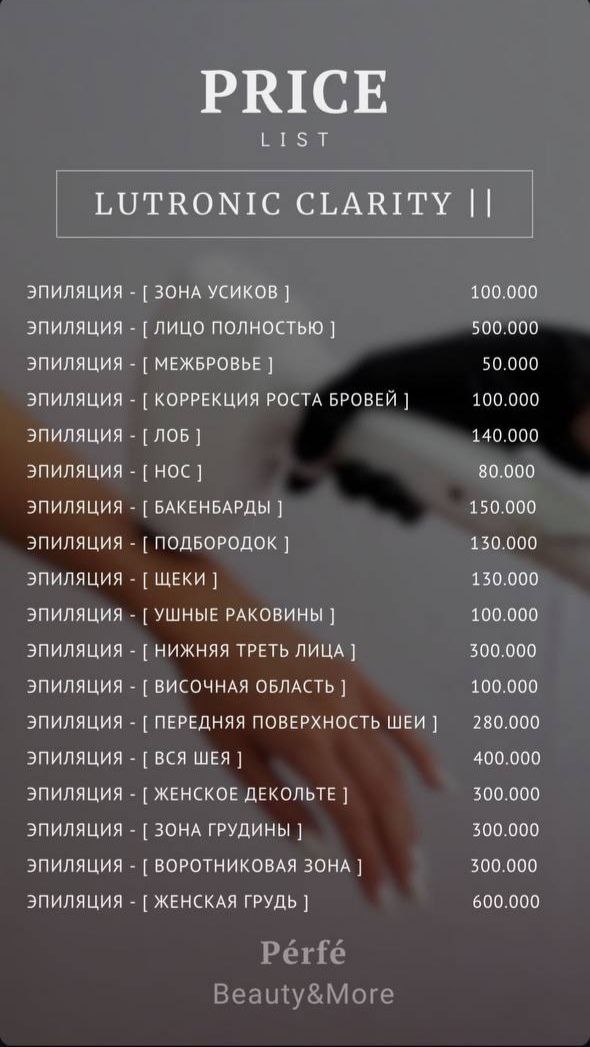 PRICE
LIST
LUTRONIC CLARITY ||
ЭПИЛЯЦИЯ - [ ЗОНА УСИКОВ ] 100.000
ЭПИЛЯЦИЯ - [ ЛИЦО ПОЛНОСТЬЮ ] 500.000
ЭПИЛЯЦИЯ - [ МЕЖБРОВЬЕ ] 50.000
ЭПИЛЯЦИЯ - [ КОРРЕКЦИЯ РОСТА БРОВЕЙ ] 100.000
ЭПИЛЯЦИЯ - [ ЛОБ ] 140.000
ЭПИЛЯЦИЯ - [ НОС ] 80.000
ЭПИЛЯЦИЯ - [ БАКЕНБАРДЫ ] 150.000
ЭПИЛЯЦИЯ - [ ПОДБОРОДОК ] 130.000
ЭПИЛЯЦИЯ - [ ЩЕКИ ] 130.000
ЭПИЛЯЦИЯ - [ УШНЫЕ РАКОВИНЫ ] 100.000
ЭПИЛЯЦИЯ - [ НИЖНЯЯ ТРЕТЬ ЛИЦА ] 300.000
ЭПИЛЯЦИЯ - [ ВИСОЧНАЯ ОБЛАСТЬ ] 100.000
ЭПИЛЯЦИЯ - [ ПЕРЕДНЯЯ ПОВЕРХНОСТЬ ШЕИ ] 280.000
ЭПИЛЯЦИЯ - [ ВСЯ ШЕЯ ] 400.000
ЭПИЛЯЦИЯ - [ ЖЕНСКОЕ ДЕКОЛЬТЕ ] 300.000
ЭПИЛЯЦИЯ - [ ЗОНА ГРУДИНЫ ] 300.000
ЭПИЛЯЦИЯ - [ ВОРОТНИКОВАЯ ЗОНА ] 300.000
ЭПИЛЯЦИЯ - [ ЖЕНСКАЯ ГРУДЬ ] 600.000
Pérfé
Beauty&More